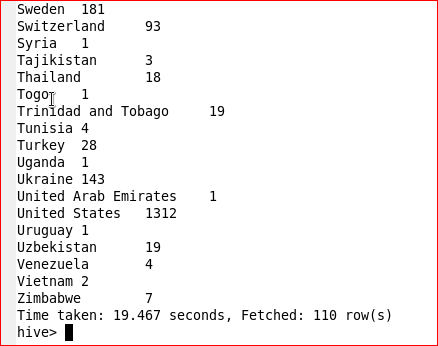 Sweden 181
Switzerland 93
Syria 1
Tajikistan 3
Thailand 18
Togo 1
Trinidad and Tobago 19
Tunisia 4
Turkey 28
Uganda 1
Ukraine 143
United Arab Emirates 1
United States 1312
Uruguay 1
Uzbekistan 19
Venezuela 4
Vietnam 2
Zimbabwe 7
Time taken: 19.467 seconds, Fetched: 110 row(s)
hive>